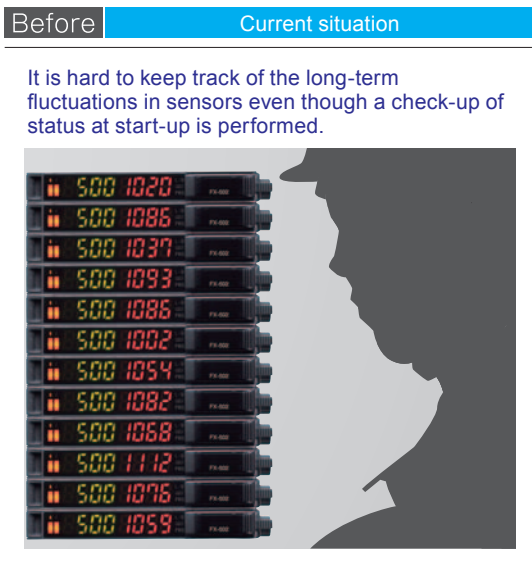 Before
Current situation
It is hard to keep track of the long-term
fluctuations in sensors even though a check-up of
status at start-up is performed.
500 1020
500 1086
500 1037
500 1093
500 1086
500 1002
500 1054
500 1082
500 1068
500 1112
500 1076
500 1059